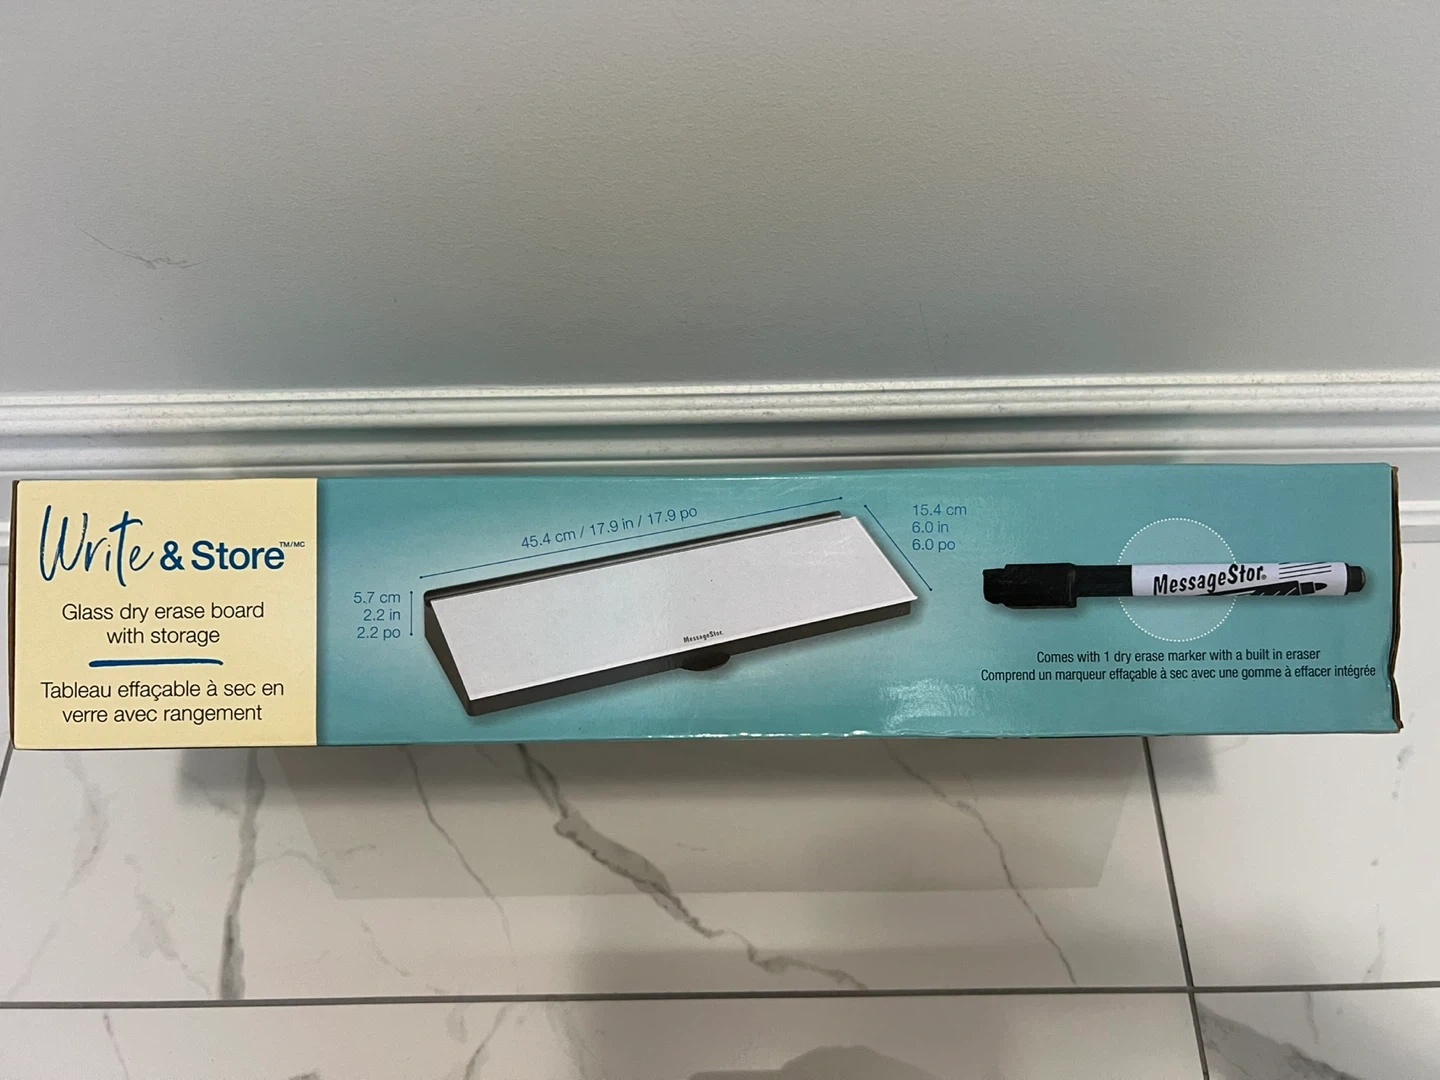 Write & Store™/MC
Glass dry erase board
with storage
Tableau effaçable à sec en
verre avec rangement
5.7 cm
2.2 in
2.2 po
45.4 cm / 17.9 in / 17.9 po
15.4 cm
6.0 in
6.0 po
MessageStor.
MessageStor®
Comes with 1 dry erase marker with a built in eraser
Comprend un marqueur effaçable à sec avec une gomme à effacer intégrée